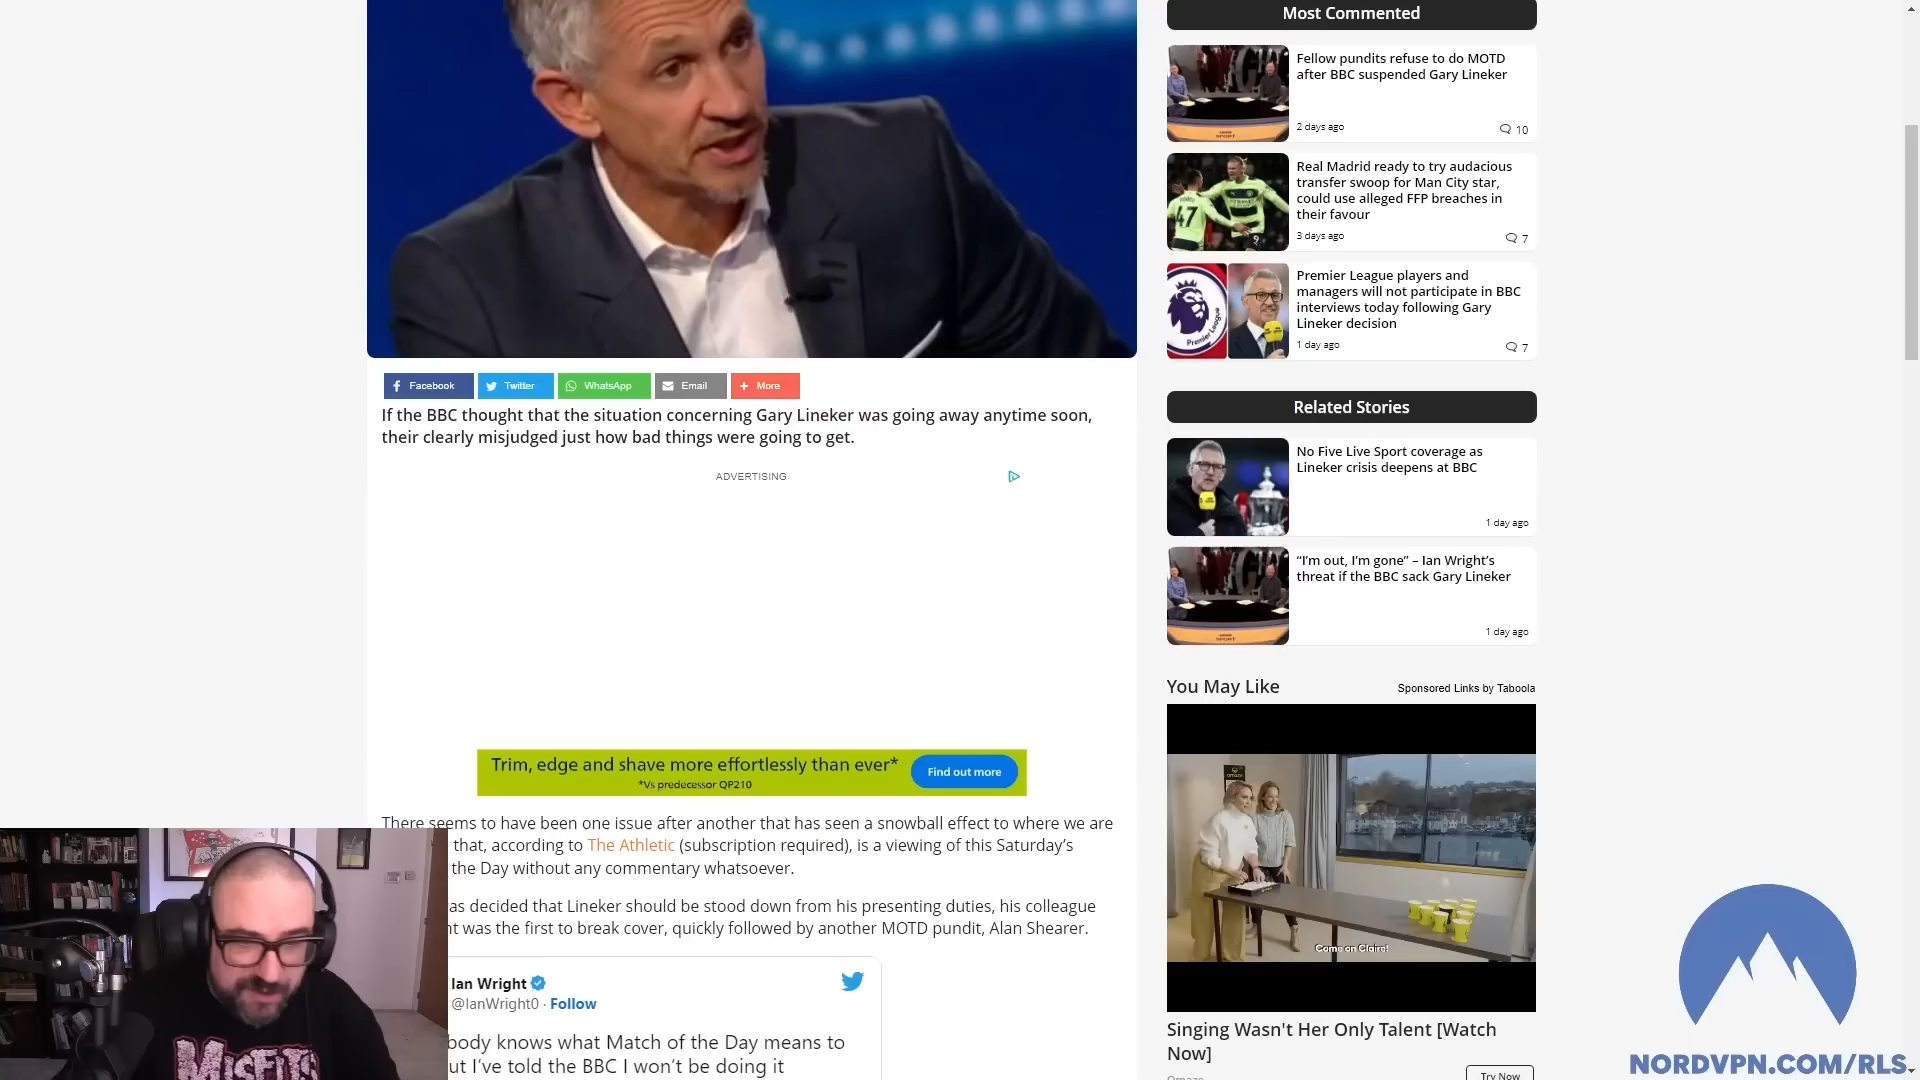 Facebook
Twitter
WhatsApp
Email
More
If the BBC thought that the situation concerning Gary Lineker was going away anytime soon,
their clearly misjudged just how bad things were going to get.
ADVERTISING
Trim, edge and shave more effortlessly than ever*
*Vs predecessor QP210
Find out more
There seems to have been one issue after another that has seen a snowball effect to where we are
that, according to The Athletic (subscription required), is a viewing of this Saturday’s
the Day without any commentary whatsoever.
as decided that Lineker should be stood down from his presenting duties, his colleague
was the first to break cover, quickly followed by another MOTD pundit, Alan Shearer.
Ian Wright
@IanWright0 · Follow
body knows what Match of the Day means to
ut I’ve told the BBC I won’t be doing it
MISFITS
Most Commented
Fellow pundits refuse to do MOTD
after BBC suspended Gary Lineker
2 days ago
10
Real Madrid ready to try audacious
transfer swoop for Man City star,
could use alleged FFP breaches in
their favour
3 days ago
7
47
9
Premier League players and
managers will not participate in BBC
interviews today following Gary
Lineker decision
1 day ago
7
Premier League
Related Stories
No Five Live Sport coverage as
Lineker crisis deepens at BBC
1 day ago
“I’m out, I’m gone” – Ian Wright’s
threat if the BBC sack Gary Lineker
1 day ago
You May Like
Sponsored Links by Taboola
Come on Claire!
Singing Wasn't Her Only Talent [Watch
Now]
Omaze
Try Now
NORDVPN.COM/RLS